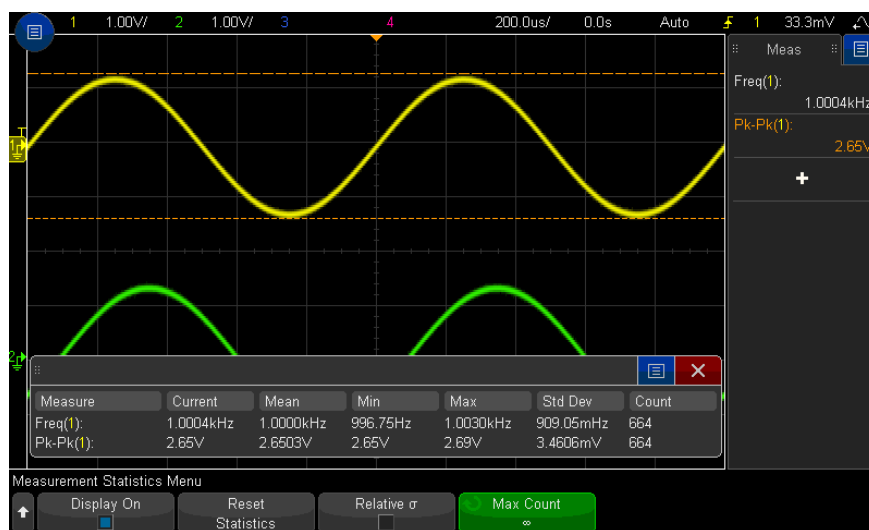 1 1.00V/ 2 1.00V/ 3 4 200.0us/ 0.0s Auto 1 33.3mV
Meas
Freq(1):
1.0004kHz
Pk-Pk(1):
2.65V
+
T
1
2
Measure Current Mean Min Max Std Dev Count
Freq(1): 1.0004kHz 1.0000kHz 996.75Hz 1.0030kHz 909.05mHz 664
Pk-Pk(1): 2.65V 2.6503V 2.65V 2.69V 3.4606mV 664
Measurement Statistics Menu
Display On
Reset
Statistics
Relative σ
Max Count
∞